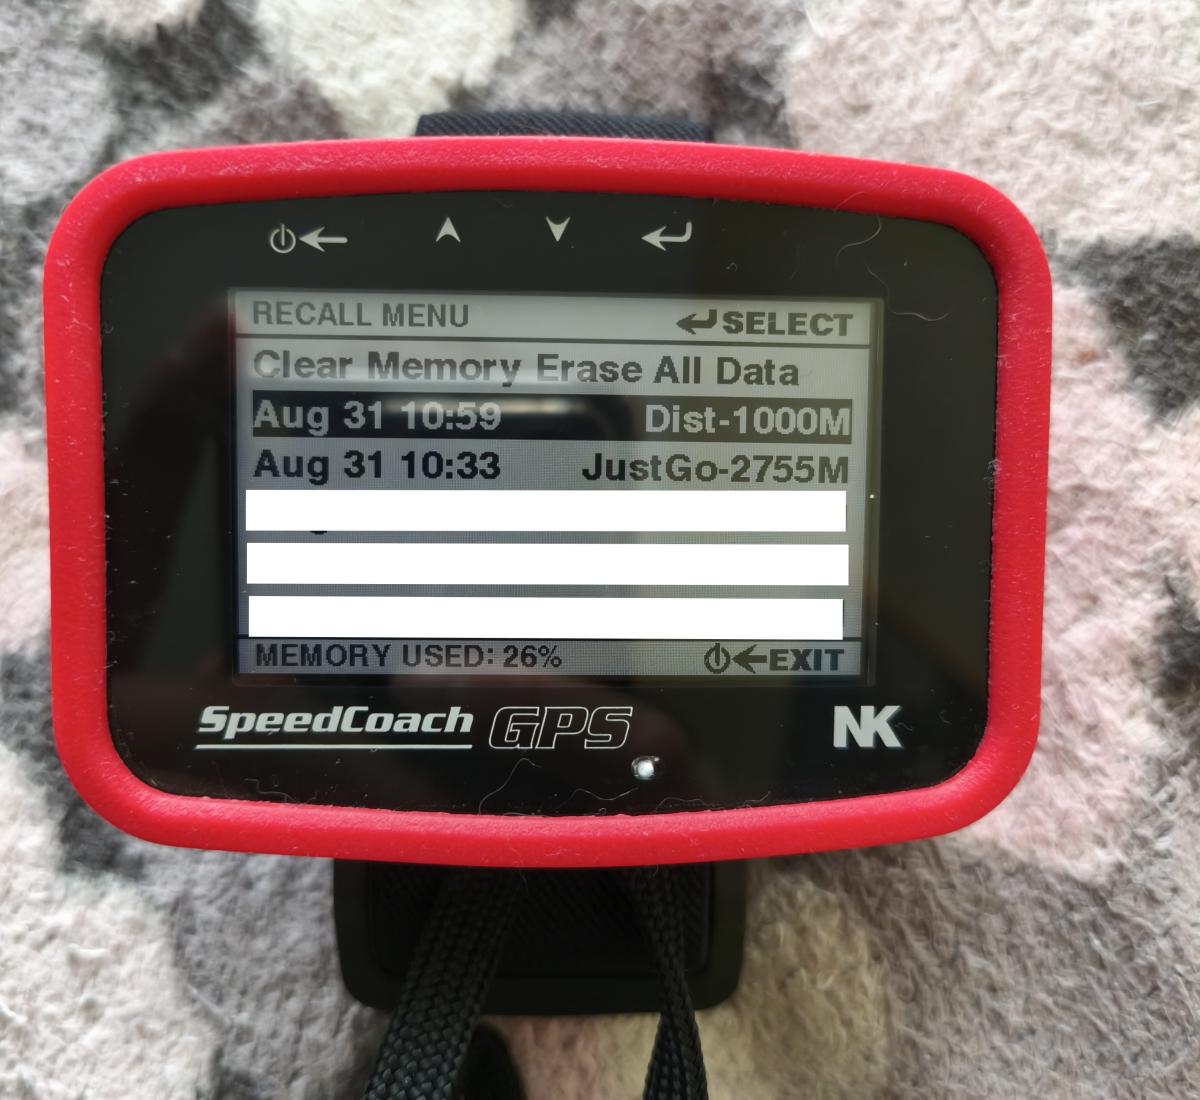 RECALL MENU SELECT
Clear Memory Erase All Data
Aug 31 10:59 Dist-1000M
Aug 31 10:33 JustGo-2755M
MEMORY USED: 26% EXIT
SpeedCoach GPS NK